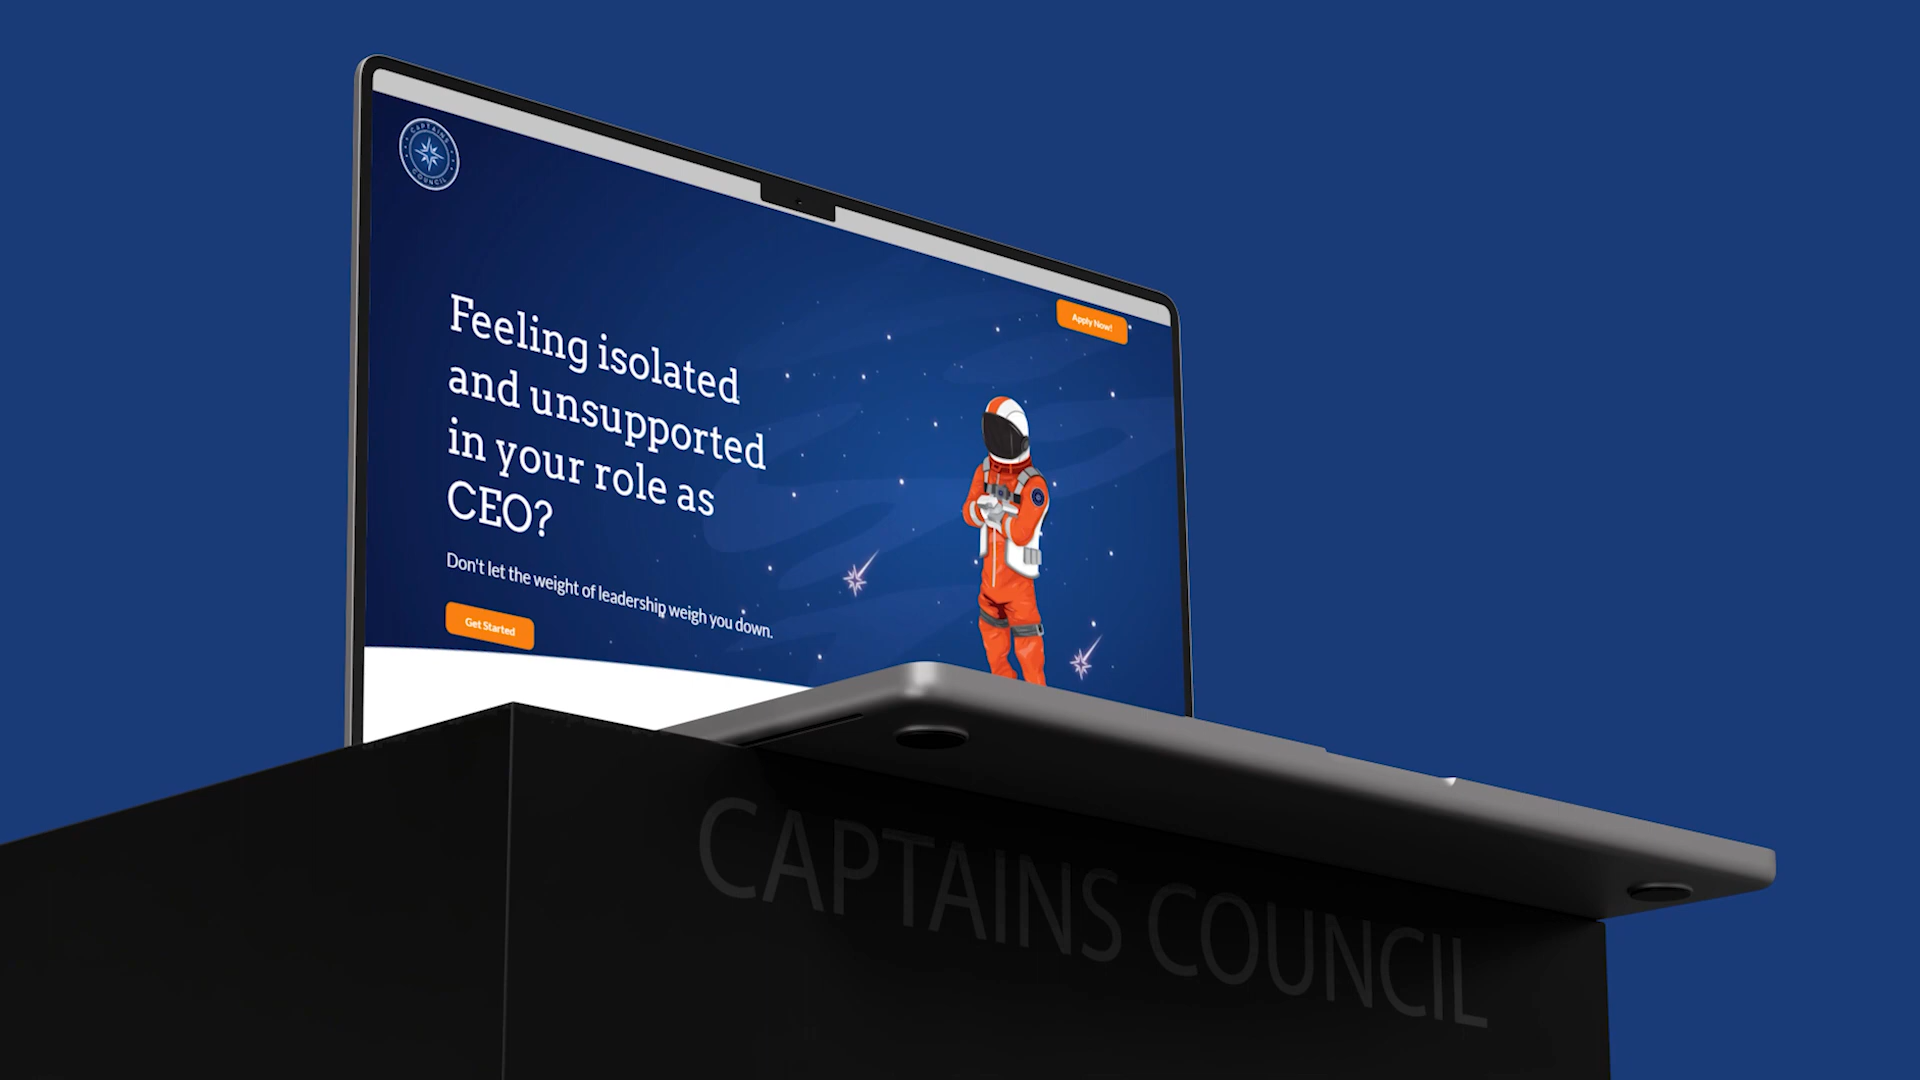 CAPTAINS
COUNCIL
Apply Now!
Feeling isolated
and unsupported
in your role as
CEO?
Don't let the weight of leadership weigh you down.
Get Started
CAPTAINS COUNCIL